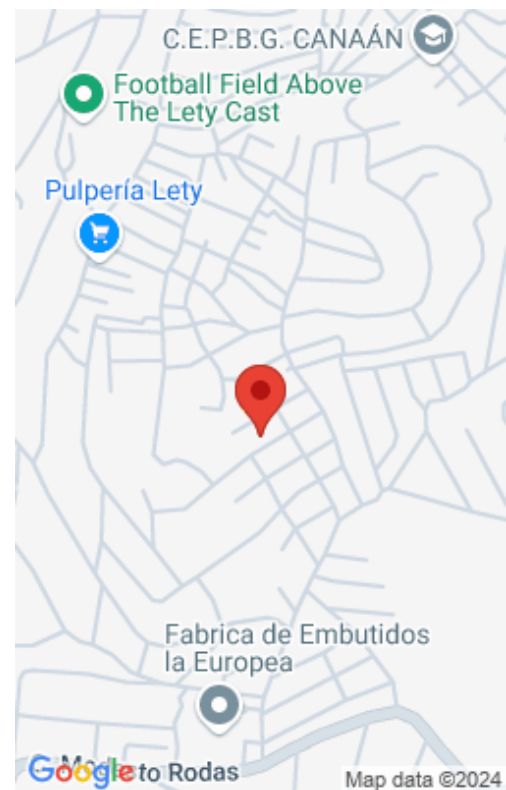 C.E.P.B.G. CANAÁN
Football Field Above
The Lety Cast
Pulpería Lety
Fabrica de Embutidos
la Europea
Google
to Rodas
Map data ©2024